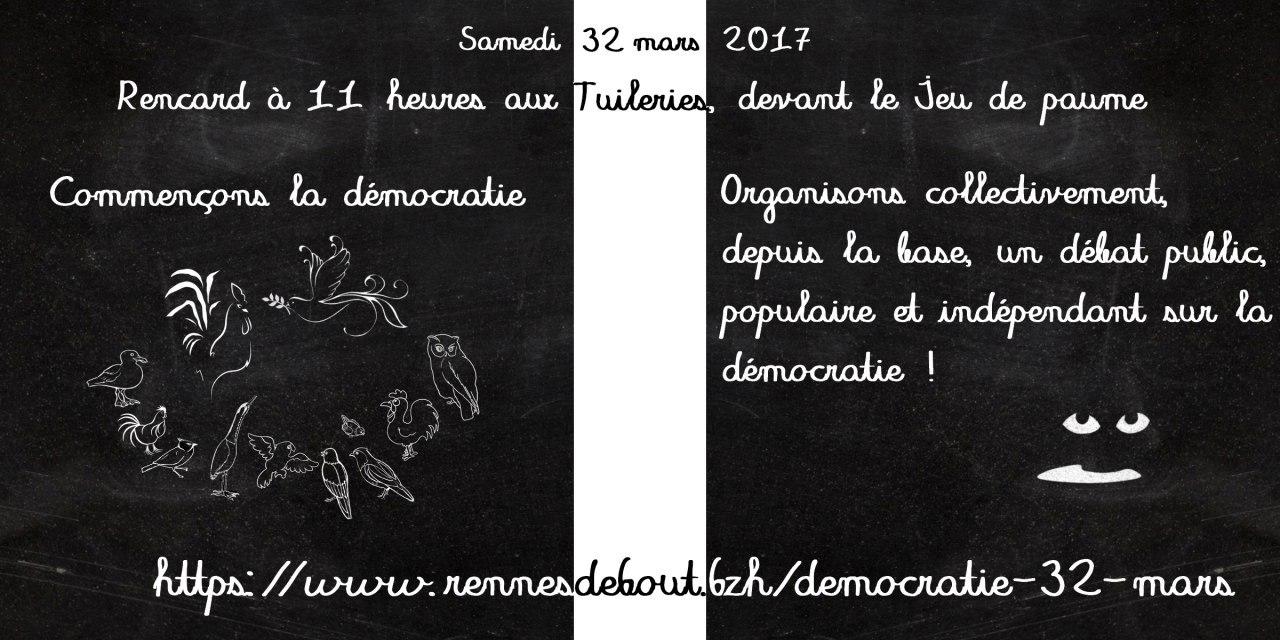 Samedi 32 mars 2017
Rencard à 11 heures aux Tuileries, devant le Jeu de paume
Commençons la démocratie
Organisons collectivement,
depuis la base, un débat public,
populaire et indépendant sur la
démocratie !
https://www.rennesdebout.bzh/democratie-32-mars